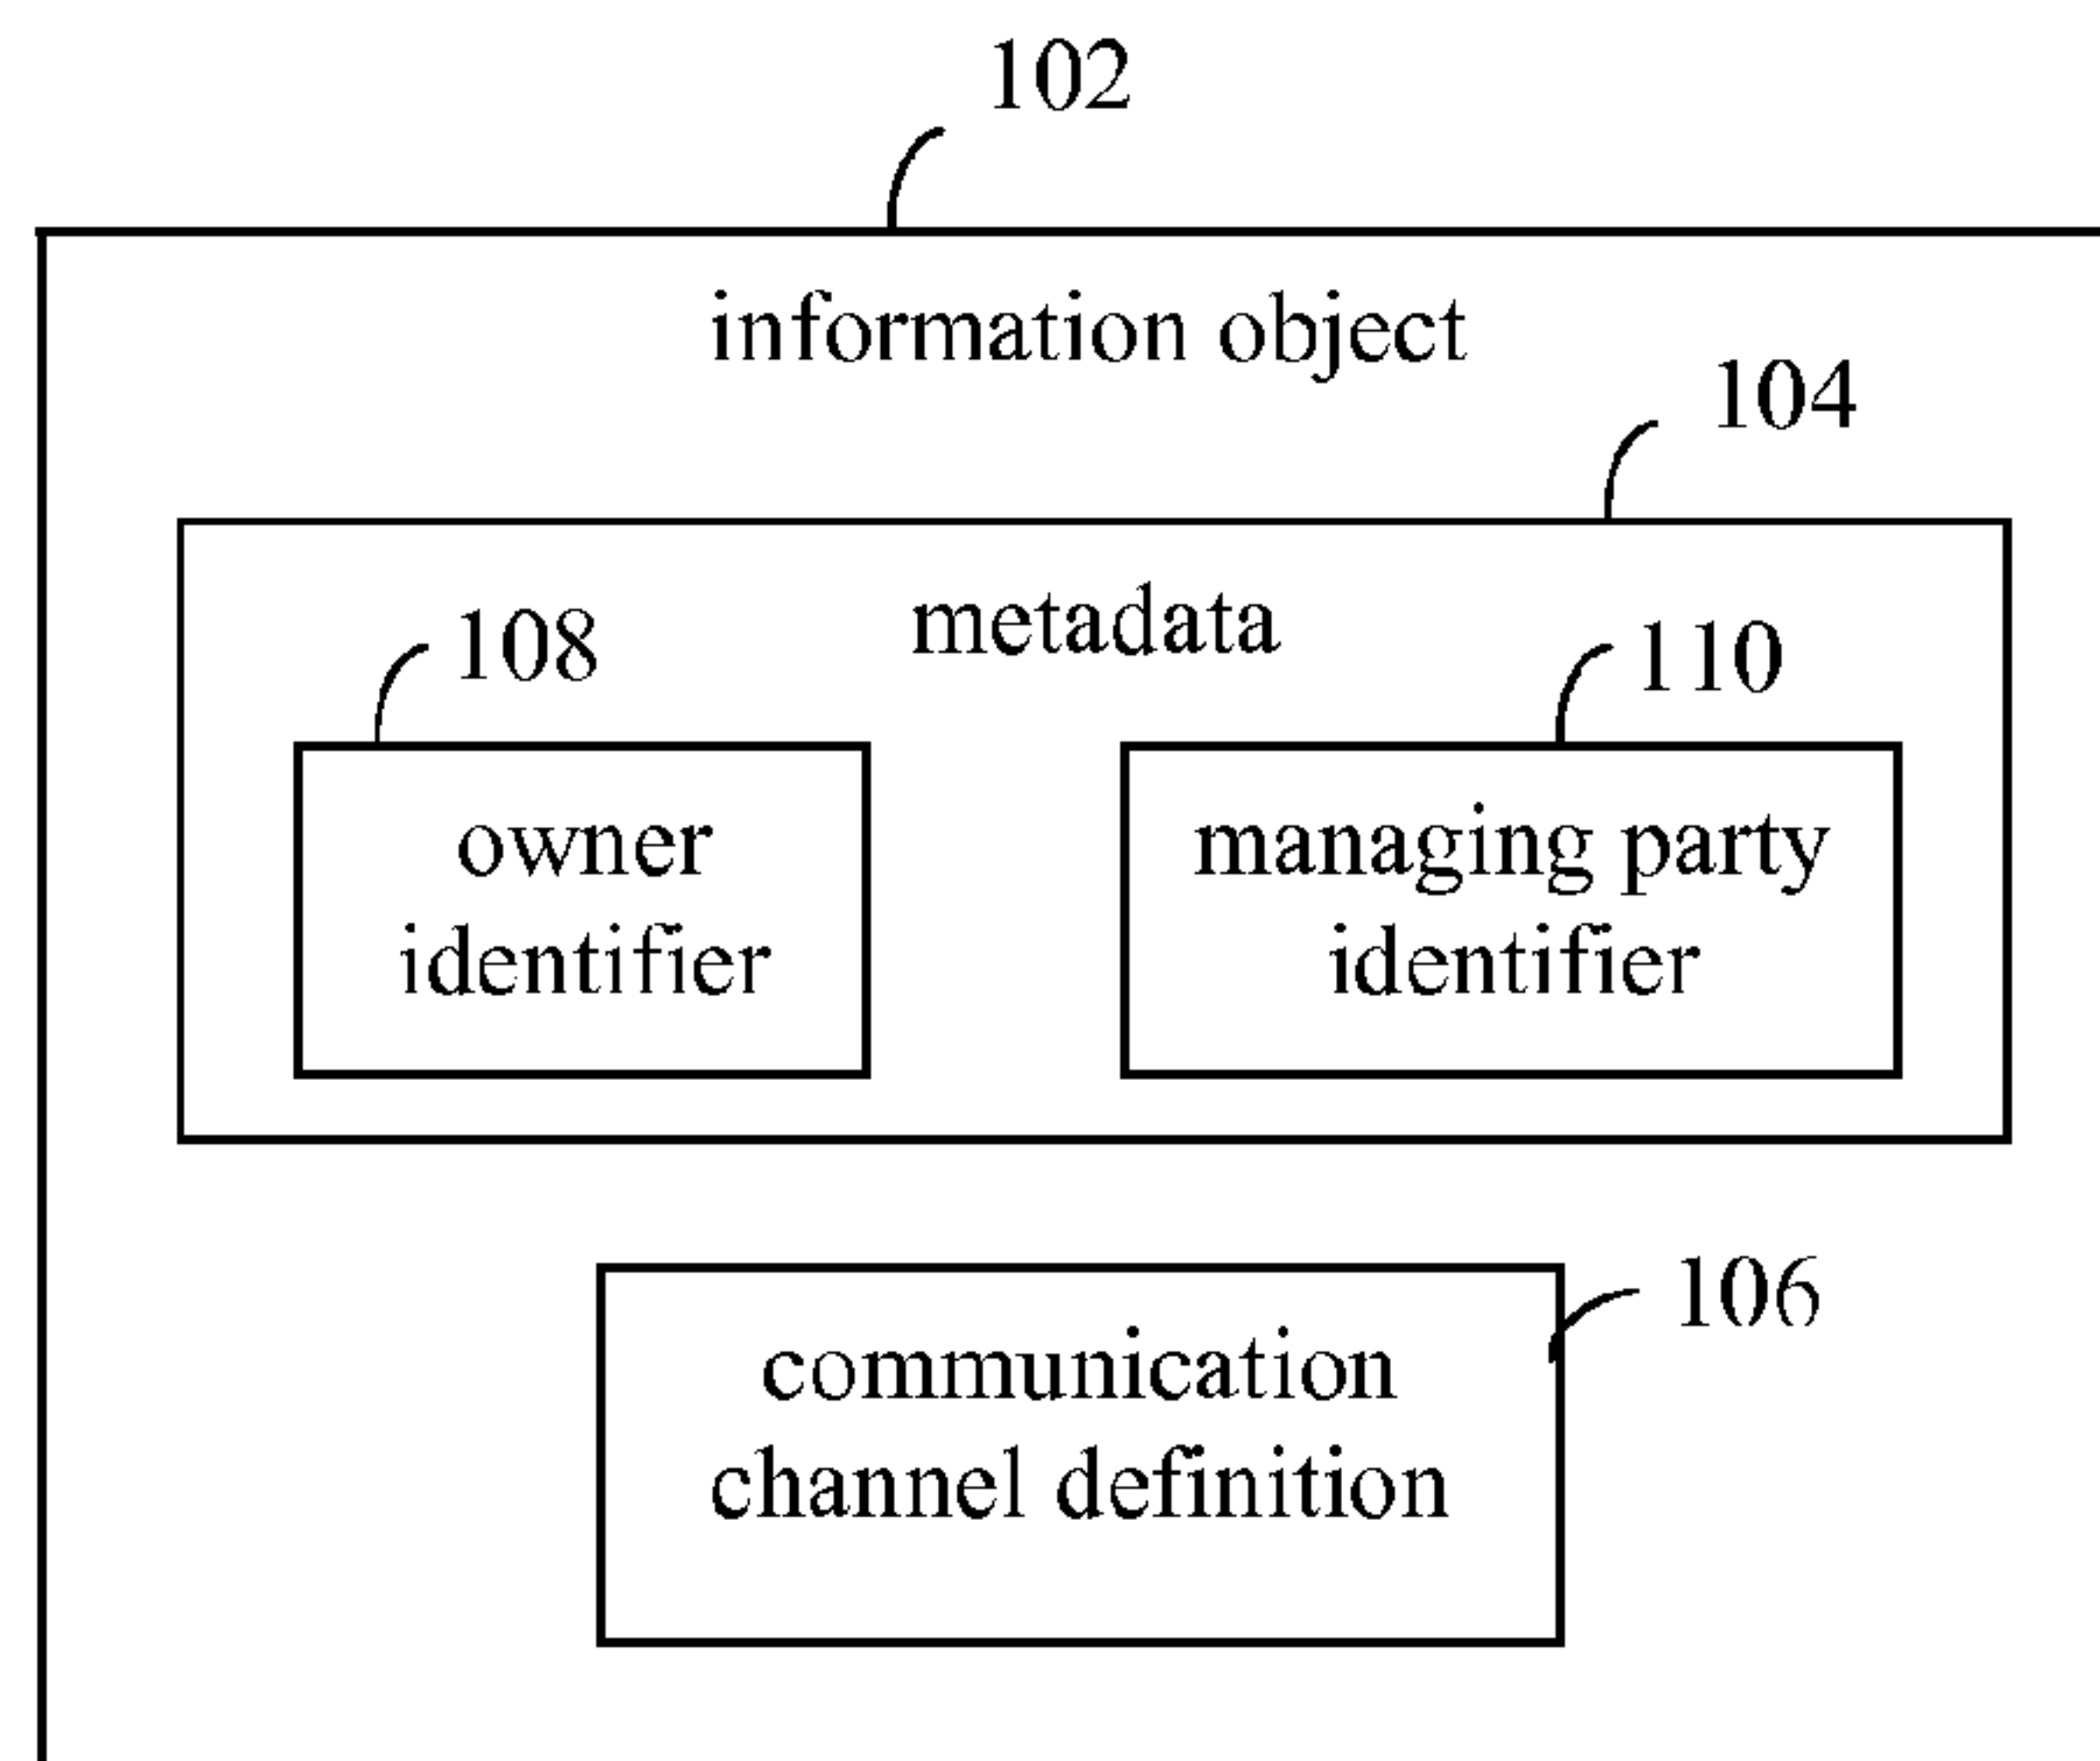 102
information object
104
metadata
108
110
owner
identifier
managing party
identifier
106
communication
channel definition